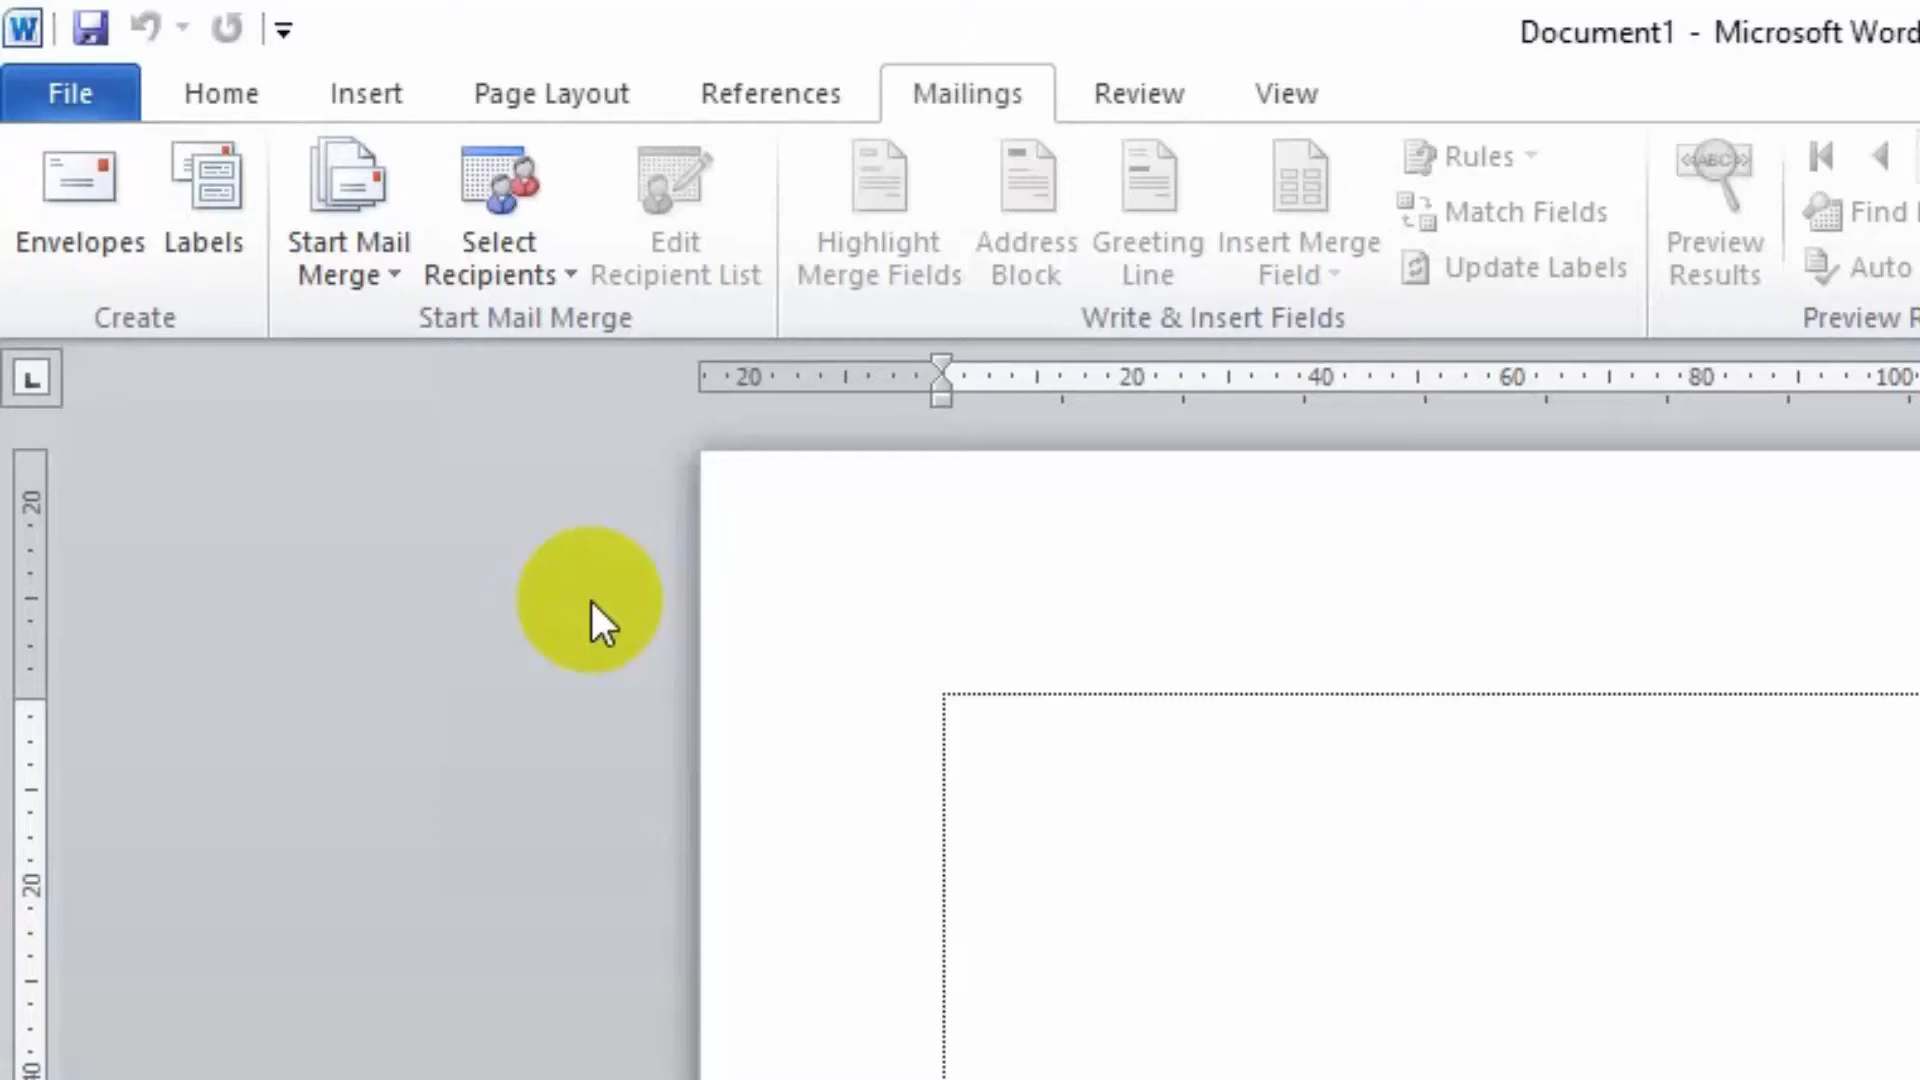 Document1 - Microsoft Word
File Home Insert Page Layout References Mailings Review View
Envelopes Labels
Start Mail Merge
Select Recipients
Edit Recipient List
Highlight Merge Fields
Address Block
Greeting Line
Insert Merge Field
Rules
Match Fields
Update Labels
<<ABC>>
Preview Results
Find
Auto
Create Start Mail Merge Write & Insert Fields Preview
20 20 40 60 80 100
20
20